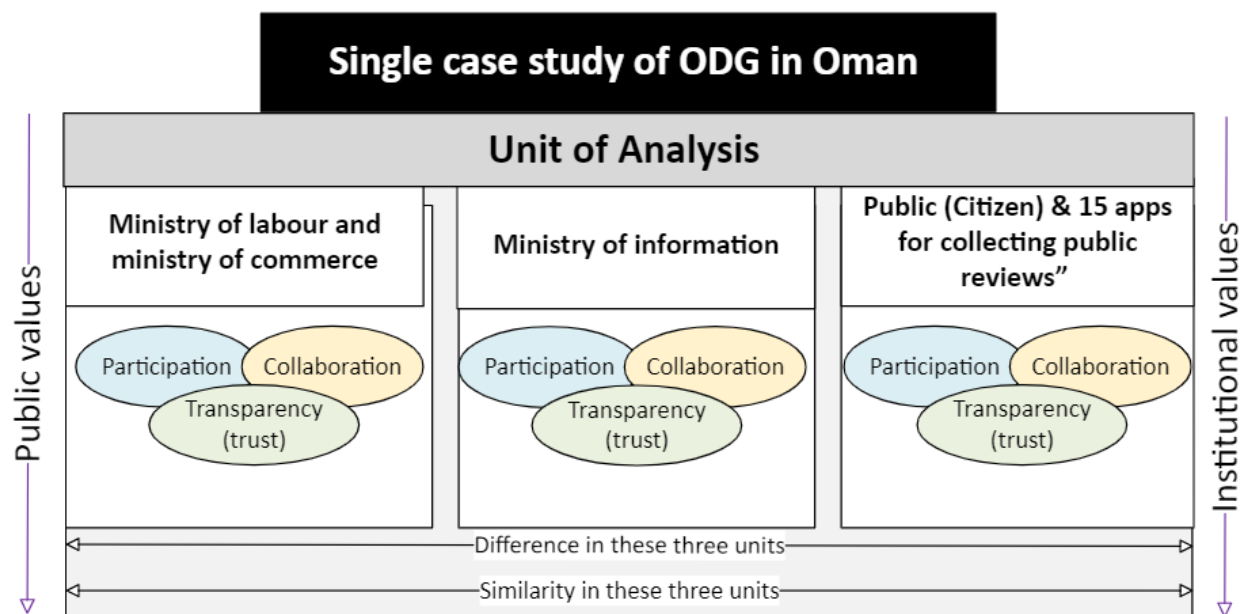 Single case study of ODG in Oman
Unit of Analysis
Public values
Ministry of labour and
ministry of commerce
Participation
Collaboration
Transparency
(trust)
Ministry of information
Participation
Collaboration
Transparency
(trust)
Public (Citizen) & 15 apps
for collecting public
reviews”
Participation
Collaboration
Transparency
(trust)
Institutional values
Difference in these three units
Similarity in these three units